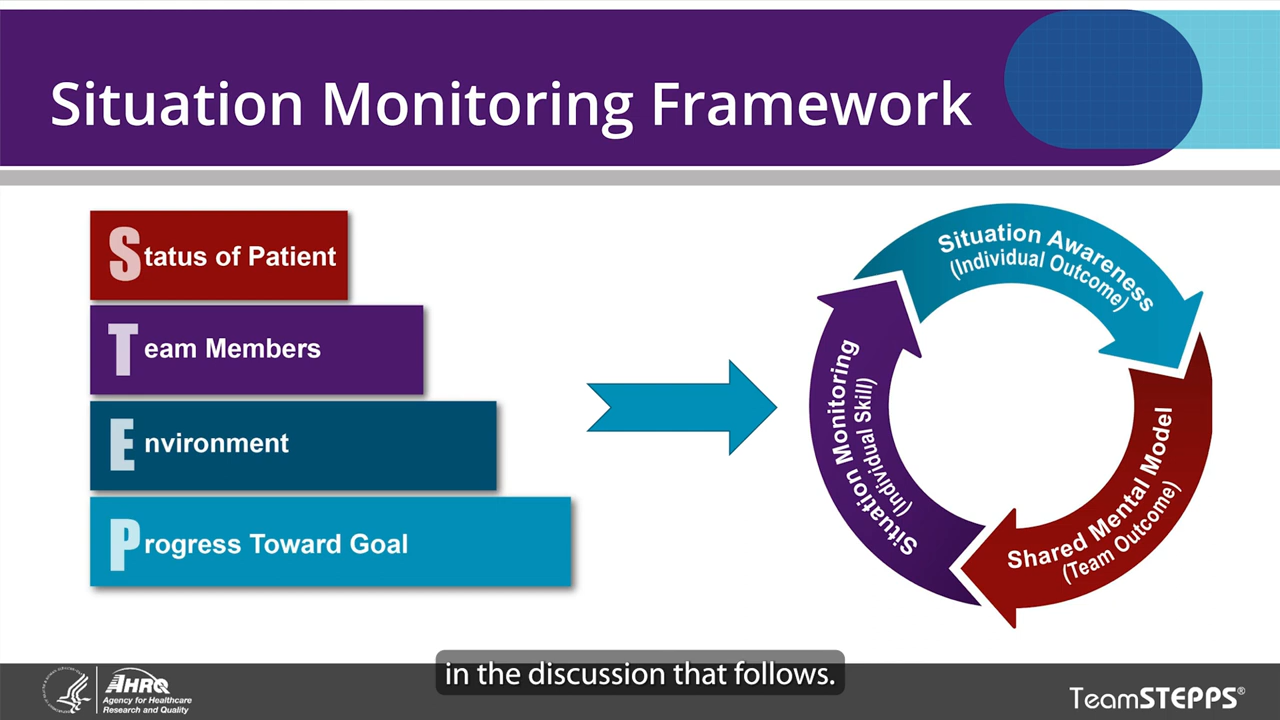 Situation Monitoring Framework
Status of Patient
Team Members
Environment
Progress Toward Goal
Situation Awareness
(Individual Outcome)
Shared Mental Model
(Team Outcome)
Situation Monitoring
(Individual Skill)
in the discussion that follows.
AHRQ
Agency for Healthcare
Research and Quality
TeamSTEPPS®